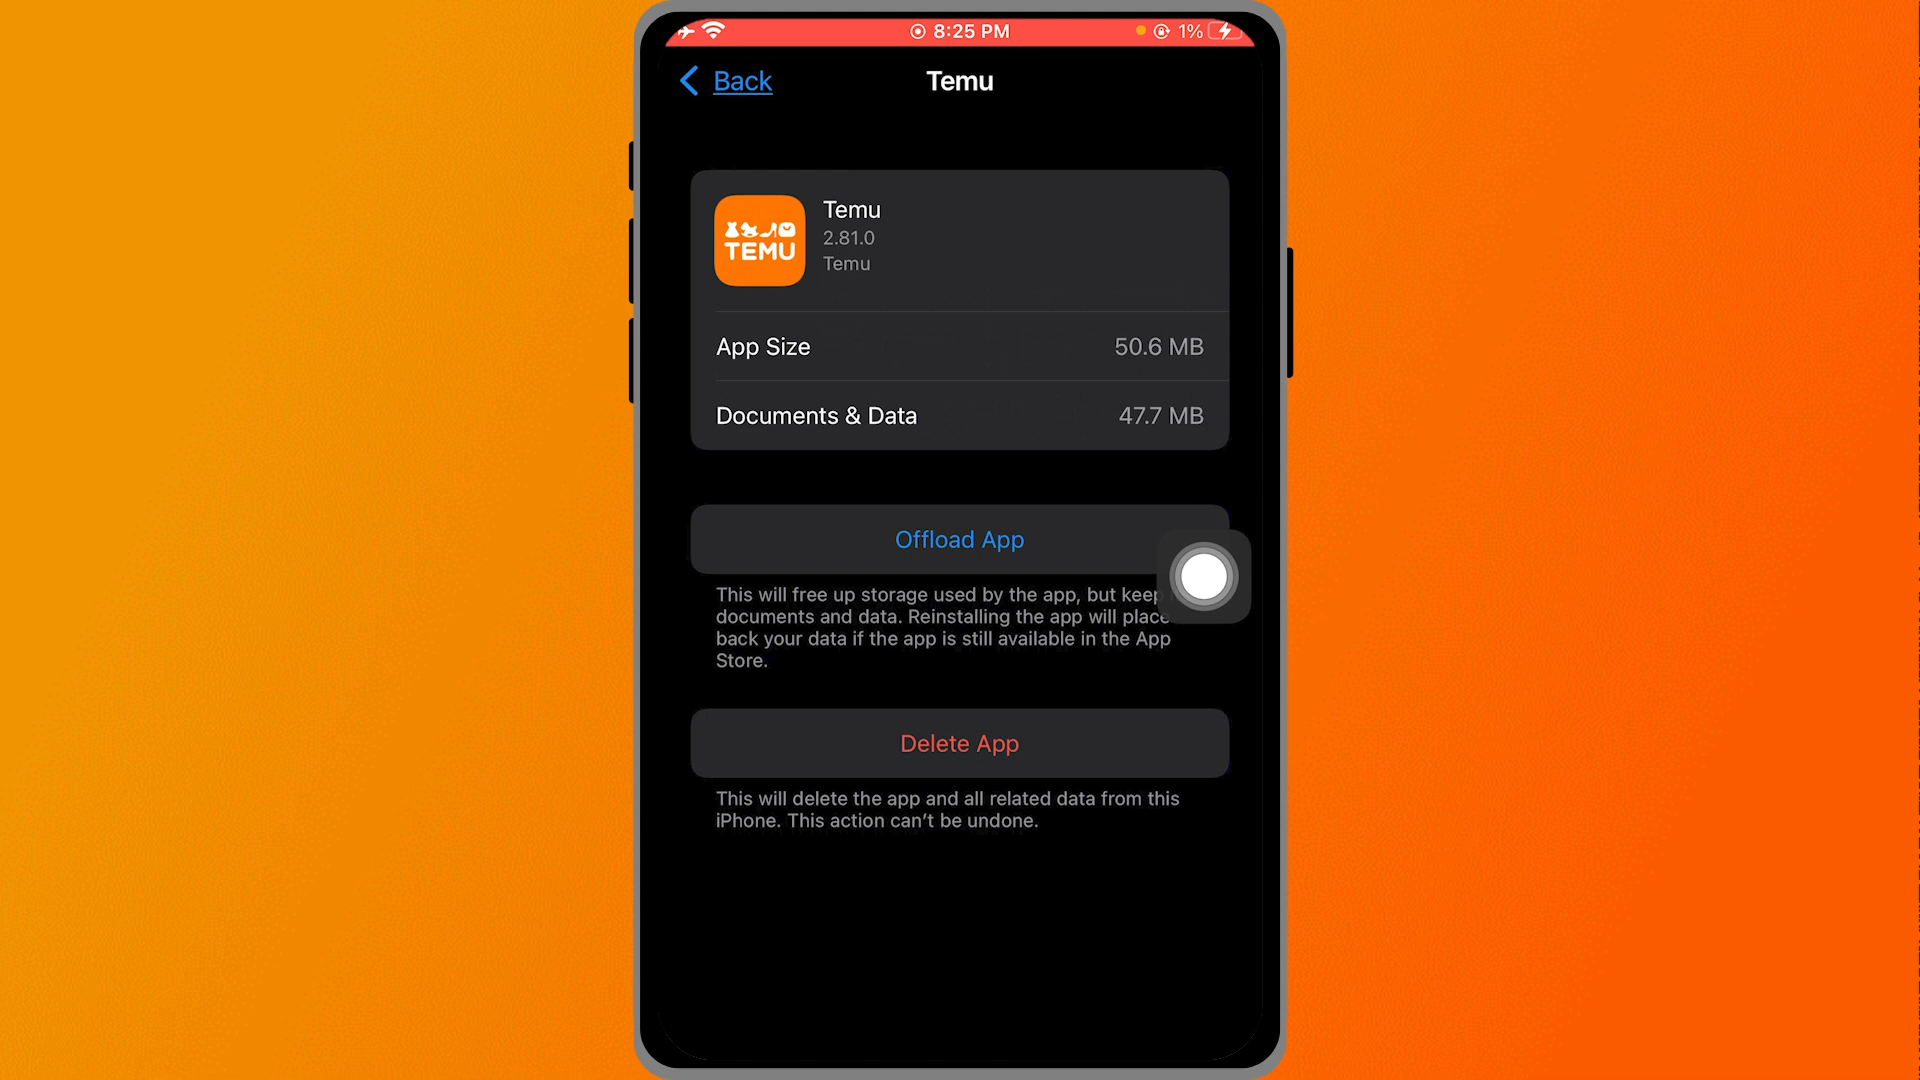 8:25 PM
1%
Back
Temu
TEMU
Temu
2.81.0
Temu
App Size 50.6 MB
Documents & Data 47.7 MB
Offload App
This will free up storage used by the app, but keep
documents and data. Reinstalling the app will place
back your data if the app is still available in the App
Store.
Delete App
This will delete the app and all related data from this
iPhone. This action can't be undone.